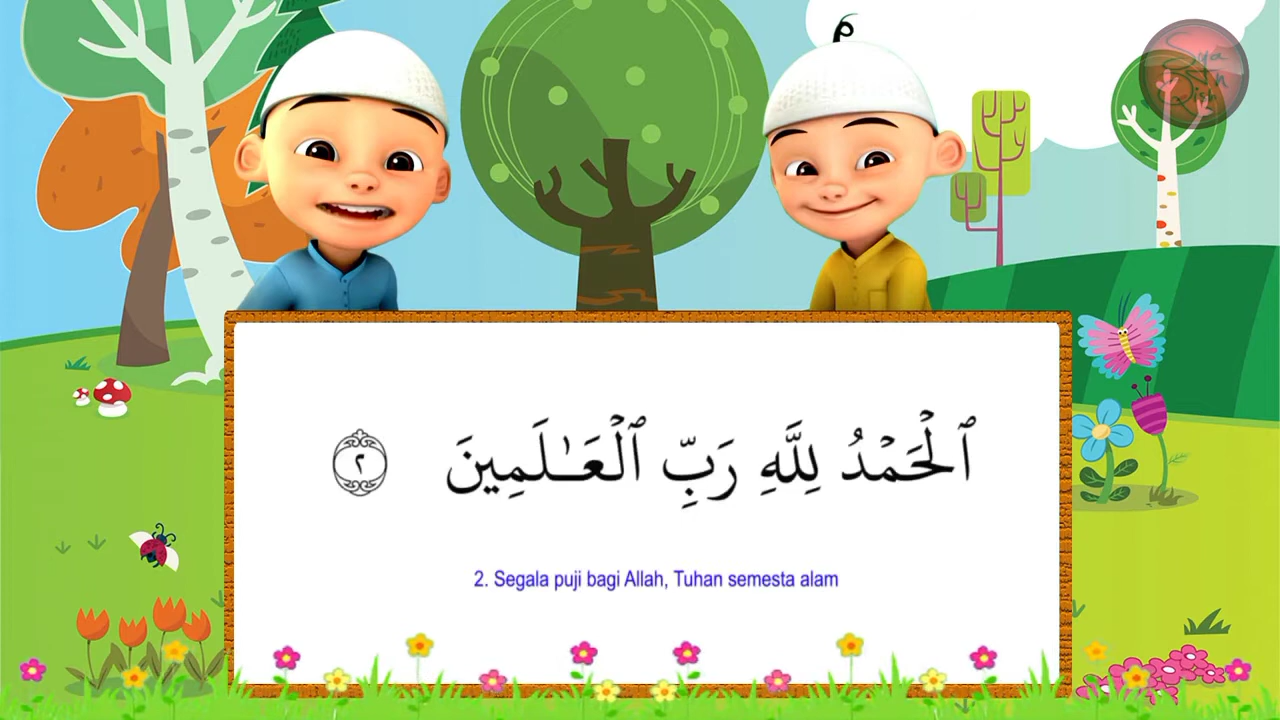 ٱلْحَمْدُ لِلَّهِ رَبِّ ٱلْعَـٰلَمِينَ ٢
2. Segala puji bagi Allah, Tuhan semesta alam